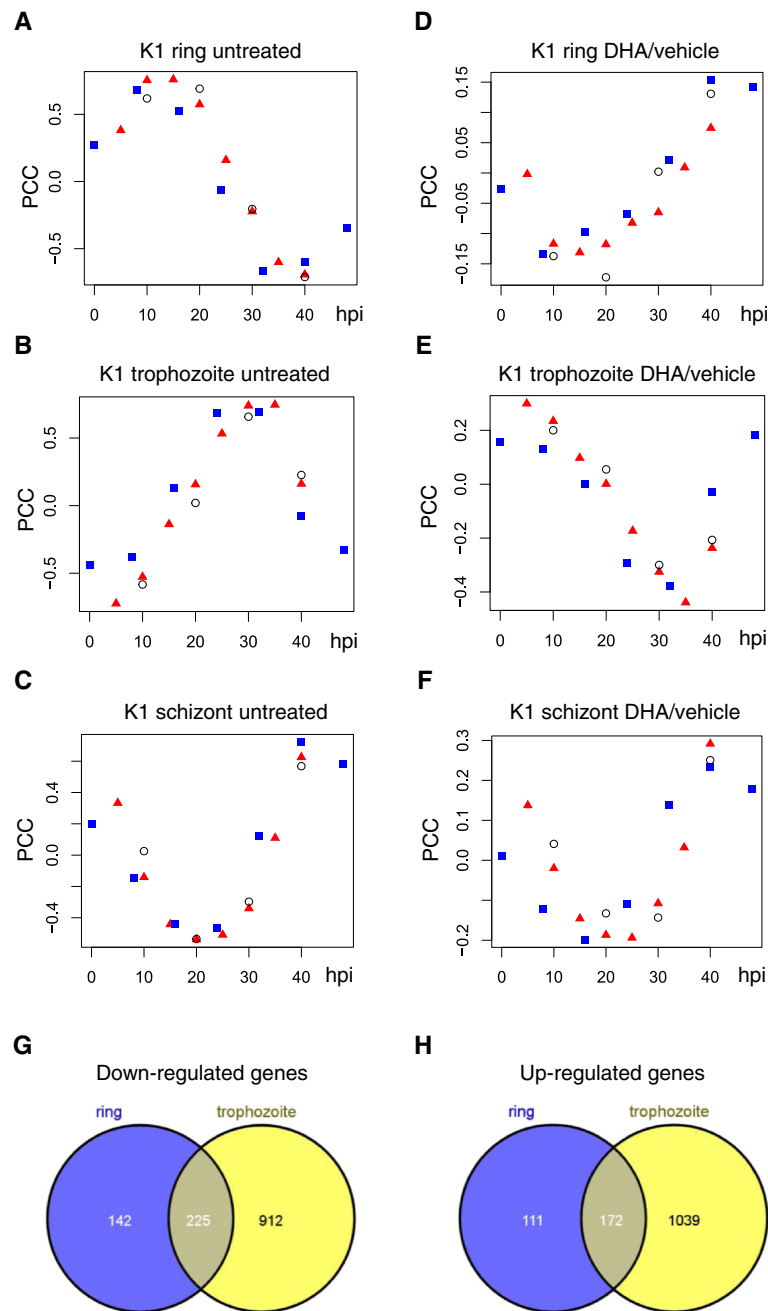 A
K1 ring untreated
PCC
0.5
0.0
−0.5
0 10 20 30 40 hpi
D
K1 ring DHA/vehicle
PCC
0.15
0.05
−0.05
−0.15
0 10 20 30 40 hpi
B
K1 trophozoite untreated
PCC
0.5
0.0
−0.5
0 10 20 30 40 hpi
E
K1 trophozoite DHA/vehicle
PCC
0.2
0.0
−0.2
−0.4
0 10 20 30 40 hpi
C
K1 schizont untreated
PCC
0.4
0.0
−0.4
0 10 20 30 40 hpi
F
K1 schizont DHA/vehicle
PCC
0.3
0.2
0.0
−0.2
0 10 20 30 40 hpi
G
Down-regulated genes
ring trophozoite
142 225 912
H
Up-regulated genes
ring trophozoite
111 172 1039